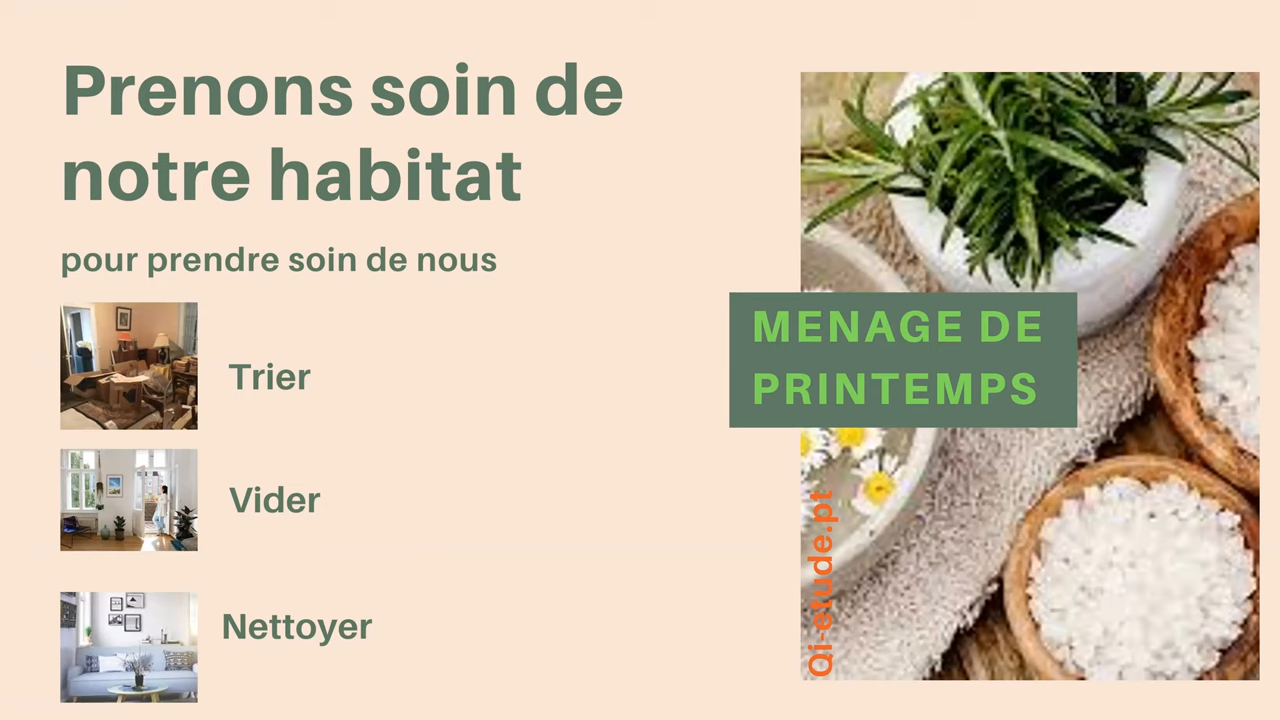 Prenons soin de
notre habitat
pour prendre soin de nous
Trier
Vider
Nettoyer
MENAGE DE
PRINTEMPS
Qi-etude.pt